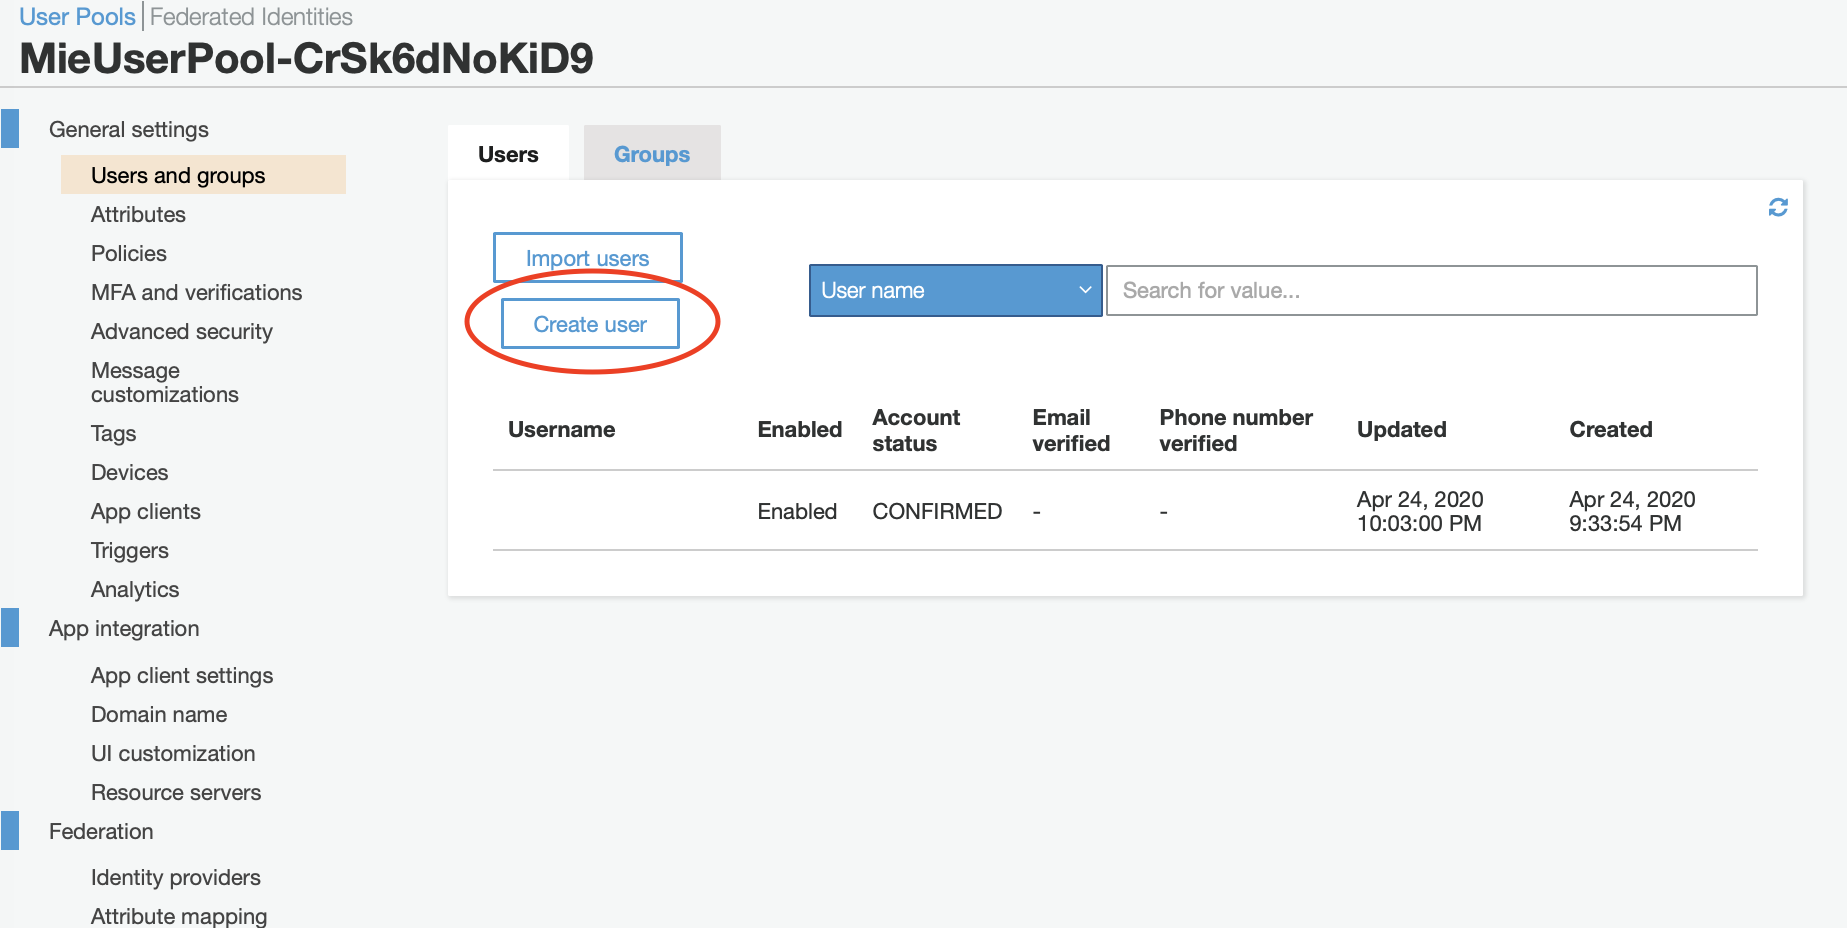 User Pools | Federated Identities
MieUserPool-CrSk6dNoKiD9
General settings
Users and groups
Attributes
Policies
MFA and verifications
Advanced security
Message
customizations
Tags
Devices
App clients
Triggers
Analytics
App integration
App client settings
Domain name
UI customization
Resource servers
Federation
Identity providers
Attribute mapping
Users Groups
Import users
Create user
User name Search for value...
Username Enabled Account status Email verified Phone number verified Updated Created
Enabled CONFIRMED - - Apr 24, 2020 10:03:00 PM Apr 24, 2020 9:33:54 PM